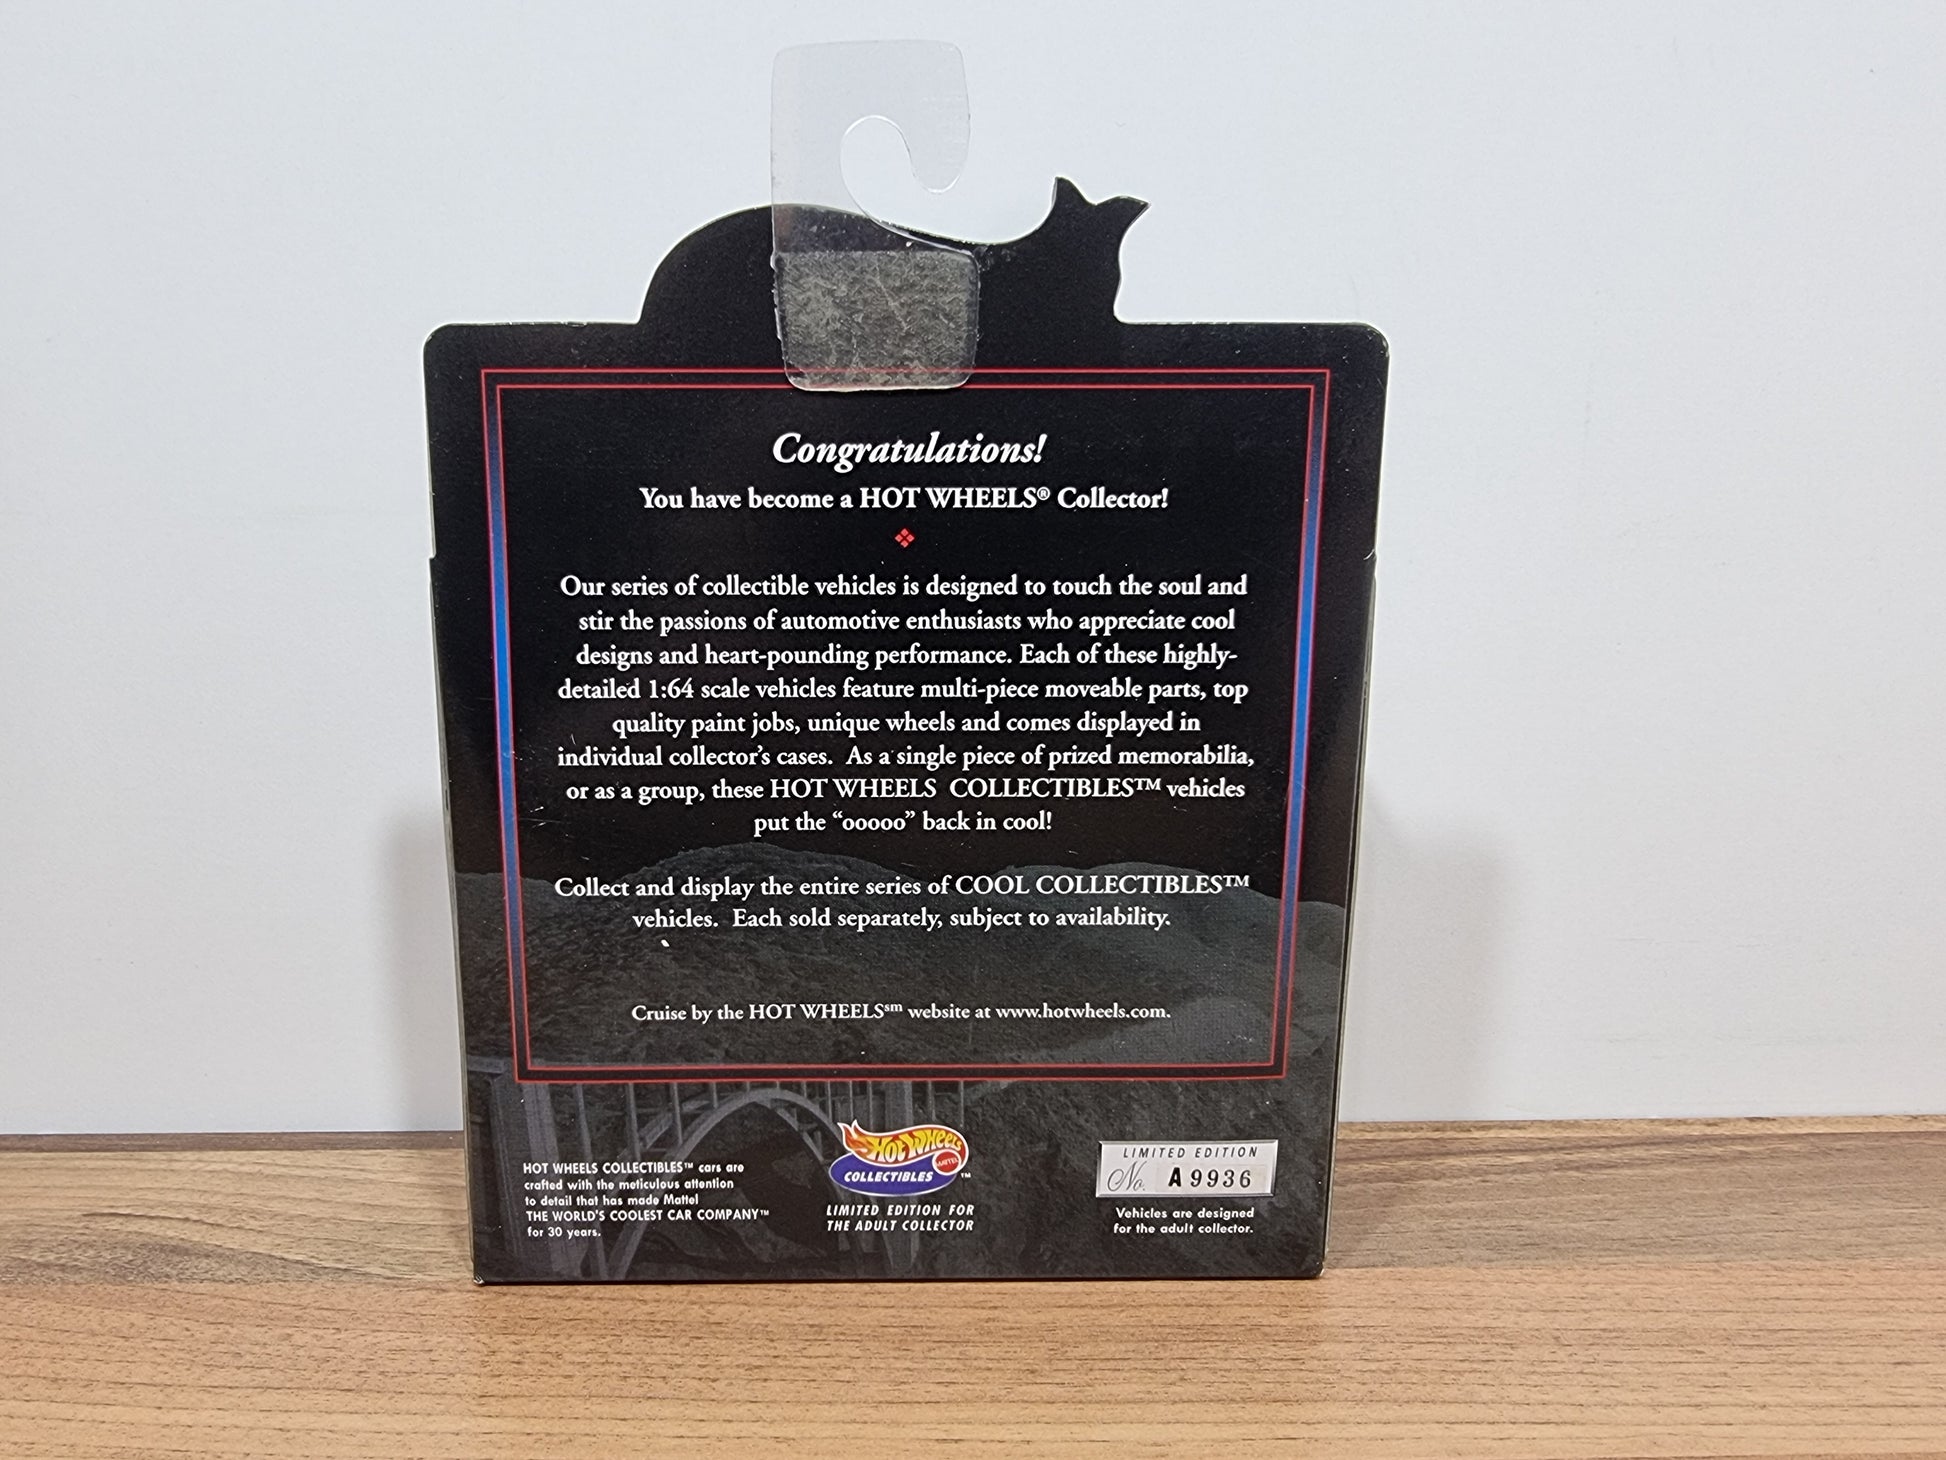 Congratulations!
You have become a HOT WHEELS® Collector!
Our series of collectible vehicles is designed to touch the soul and
stir the passions of automotive enthusiasts who appreciate cool
designs and heart-pounding performance. Each of these highly-
detailed 1:64 scale vehicles feature multi-piece moveable parts, top
quality paint jobs, unique wheels and comes displayed in
individual collector's cases. As a single piece of prized memorabilia,
or as a group, these HOT WHEELS COLLECTIBLES™ vehicles
put the “ooooo” back in cool!
Collect and display the entire series of COOL COLLECTIBLES™
vehicles. Each sold separately, subject to availability.
Cruise by the HOT WHEELS℠ website at www.hotwheels.com.
HOT WHEELS COLLECTIBLES™ cars are
crafted with the meticulous attention
to detail that has made Mattel
THE WORLD'S COOLEST CAR COMPANY™
for 30 years.
Hot Wheels
MATTEL
COLLECTIBLES ™
LIMITED EDITION FOR
THE ADULT COLLECTOR
LIMITED EDITION
No. A 9936
Vehicles are designed
for the adult collector.